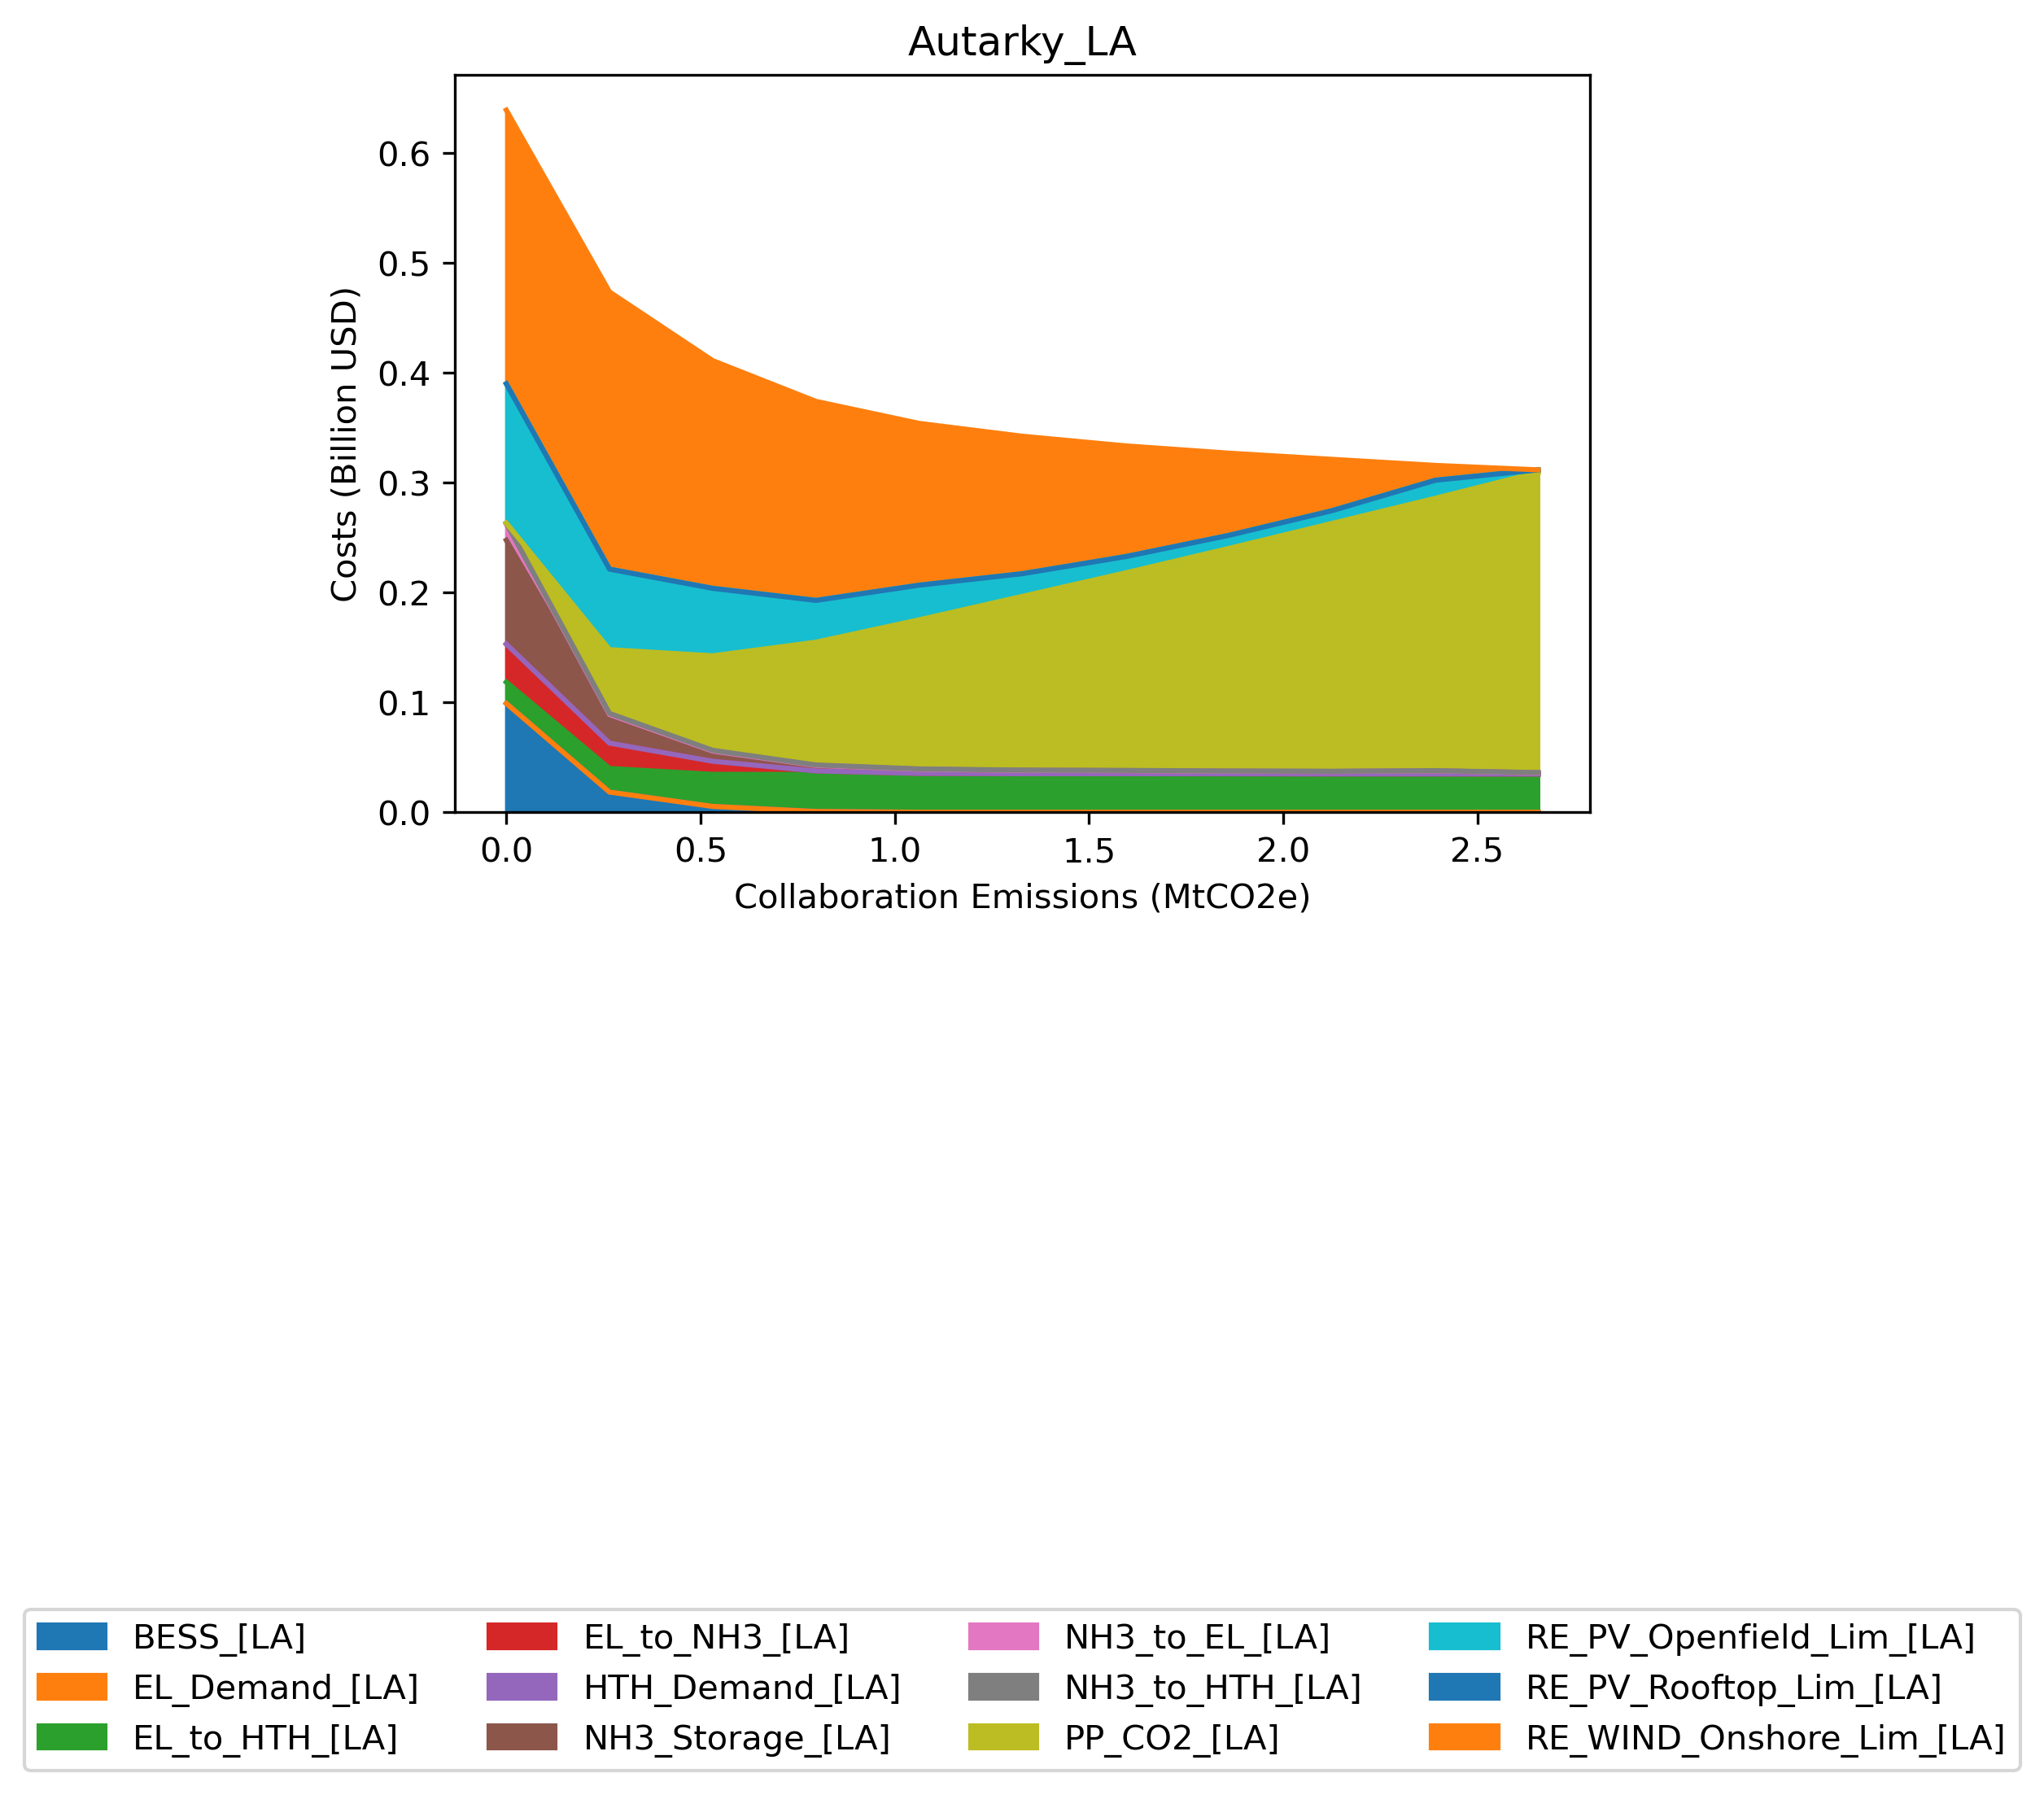 Autarky_LA
Costs (Billion USD)
0.6
0.5
0.4
0.3
0.2
0.1
0.0
0.0 0.5 1.0 1.5 2.0 2.5
Collaboration Emissions (MtCO2e)
BESS_[LA] EL_to_NH3_[LA] NH3_to_EL_[LA] RE_PV_Openfield_Lim_[LA]
EL_Demand_[LA] HTH_Demand_[LA] NH3_to_HTH_[LA] RE_PV_Rooftop_Lim_[LA]
EL_to_HTH_[LA] NH3_Storage_[LA] PP_CO2_[LA] RE_WIND_Onshore_Lim_[LA]